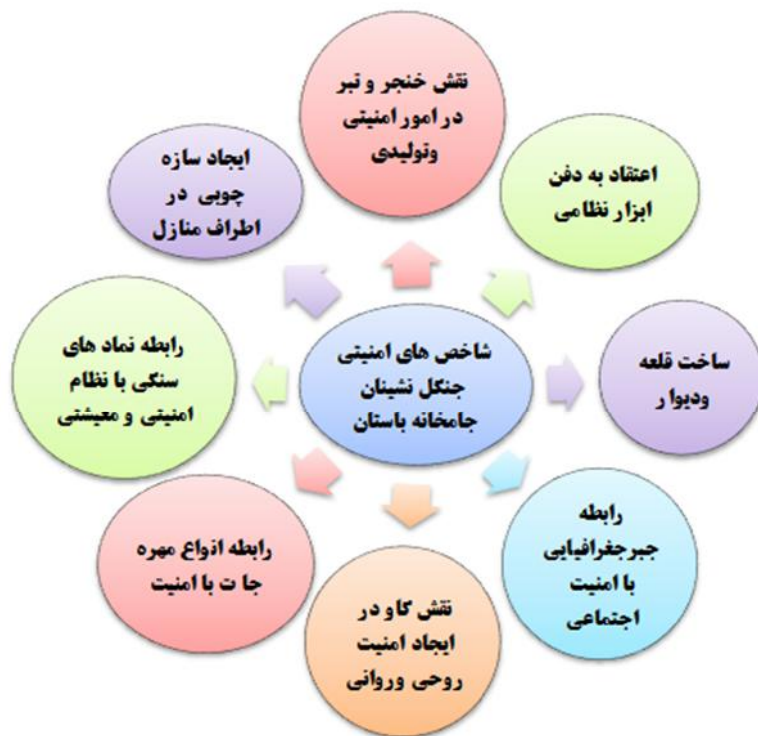 نقش خنجر و تبر
در امور امنیتی
وتولیدی
اعتقاد به دفن
ابزار نظامی
ساخت قلعه
ودیوا ر
رابطه
جبرجغرافیایی
با امنیت
اجتماعی
نقش گاو در
ایجاد امنیت
روحی وروانی
رابطه انواع مهره
جا ت با امنیت
رابطه نماد های
سنگی با نظام
امنیتی و معیشتی
ایجاد سازه
چوبی در
اطراف منازل
شاخص های امنیتی
جنگل نشینان
جامخانه باستان